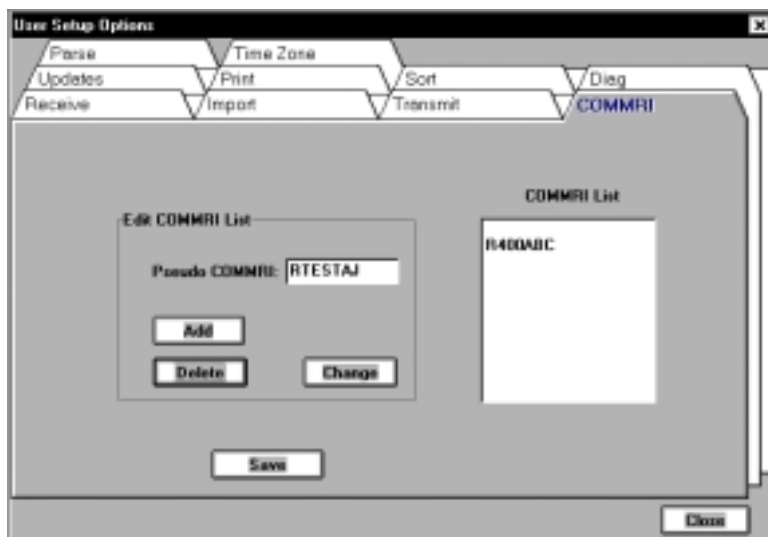 User Setup Options
Parse Time Zone
Updates Print Sort Diag
Receive Import Transmit COMMRI
COMMRI List
Edit COMMRI List
R400ABC
Pseudo COMMRI: RTESTAJ
Add
Delete Change
Save
Close